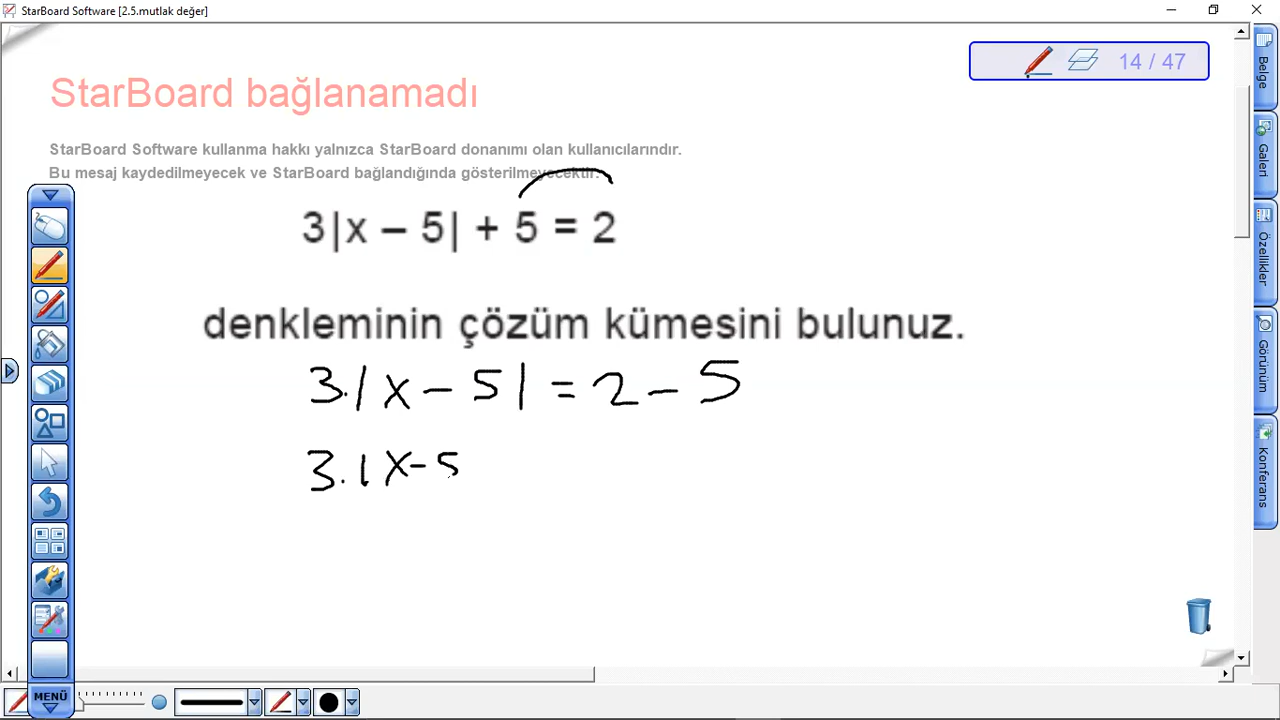 StarBoard Software [2.5.mutlak değer]
14 / 47
StarBoard bağlanamadı
StarBoard Software kullanma hakkı yalnızca StarBoard donanımı olan kullanıcılarındır.
Bu mesaj kaydedilmeyecek ve StarBoard bağlandığında gösterilmeyecektir.
3|x – 5| + 5 = 2
denkleminin çözüm kümesini bulunuz.
3.|x – 5| = 2 – 5
3.|x – 5
Belge
Galeri
Özellikler
Görünüm
Konferans
MENÜ